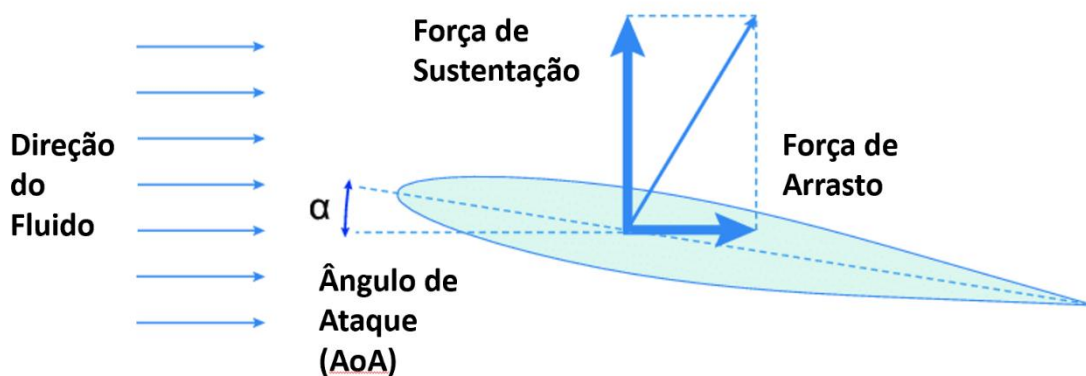 Força de
Sustentação
Direção
do
Fluido
Força de
Arrasto
α
Ângulo de
Ataque
(AoA)